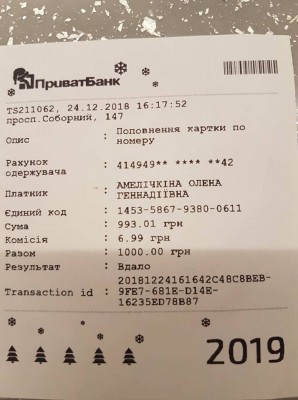 ПриватБанк
TS211062, 24.12.2018 16:17:52
просп.Соборний, 147
Опис : Поповнення картки по
номеру
Рахунок : 414949** **** **42
одержувача
Платник : АМЕЛІЧКІНА ОЛЕНА
ГЕННАДІЇВНА
Єдиний код : 1453-5867-9380-0611
Сума : 993.01 грн
Комісія : 6.99 грн
Разом : 1000.00 грн
Результат : Вдало
Transaction id : 20181224161642C48C8BEB-
9FE7-681E-D14E-
16235ED78B87
2019